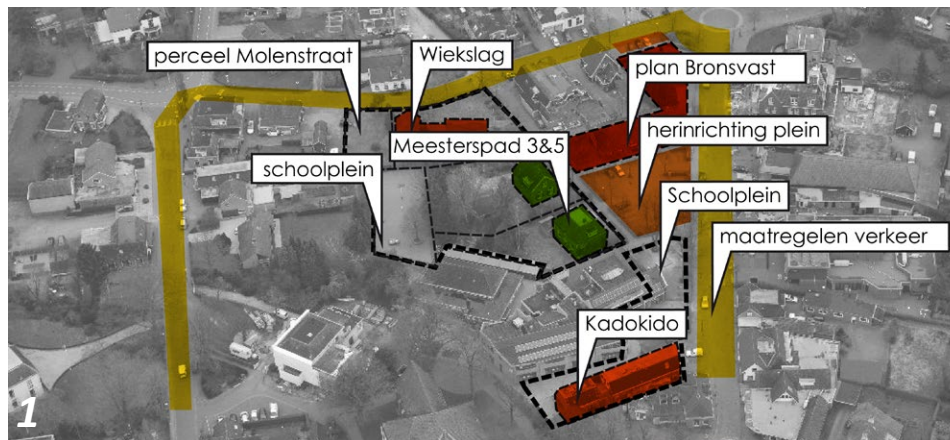 perceel Molenstraat
Wiekslag
plan Bronsvast
Meesterspad 3&5
herinrichting plein
schoolplein
Schoolplein
maatregelen verkeer
Kadokido
1